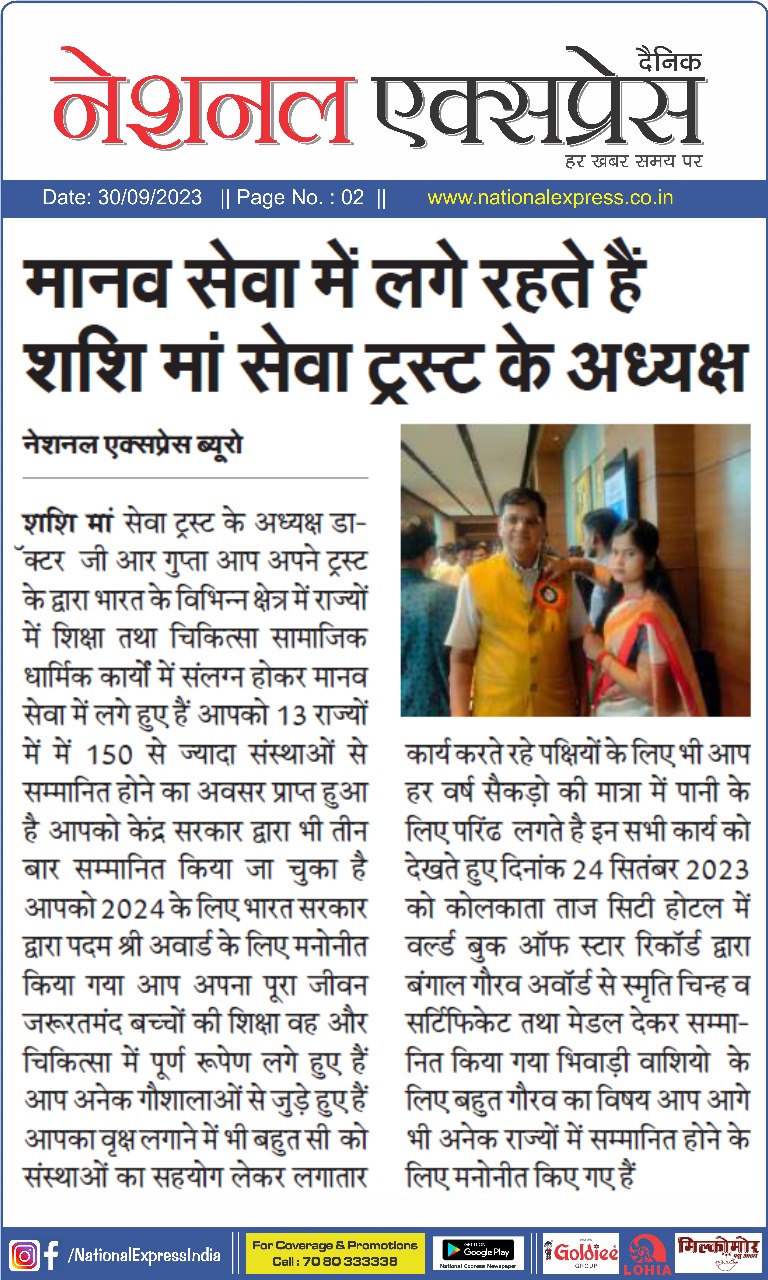 दैनिक
नेशनल एक्सप्रेस
हर खबर समय पर
Date: 30/09/2023 || Page No. : 02 || www.nationalexpress.co.in
मानव सेवा में लगे रहते हैं
शशि मां सेवा ट्रस्ट के अध्यक्ष
नेशनल एक्सप्रेस ब्यूरो
शशि मां सेवा ट्रस्ट के अध्यक्ष डा-
ॅक्टर जी आर गुप्ता आप अपने ट्रस्ट
के द्वारा भारत के विभिन्न क्षेत्र में राज्यों
में शिक्षा तथा चिकित्सा सामाजिक
धार्मिक कार्यों में संलग्न होकर मानव
सेवा में लगे हुए हैं आपको 13 राज्यों
में में 150 से ज्यादा संस्थाओं से
सम्मानित होने का अवसर प्राप्त हुआ
है आपको केंद्र सरकार द्वारा भी तीन
बार सम्मानित किया जा चुका है
आपको 2024 के लिए भारत सरकार
द्वारा पदम श्री अवार्ड के लिए मनोनीत
किया गया आप अपना पूरा जीवन
जरूरतमंद बच्चों की शिक्षा वह और
चिकित्सा में पूर्ण रूपेण लगे हुए हैं
आप अनेक गौशालाओं से जुड़े हुए हैं
आपका वृक्ष लगाने में भी बहुत सी को
संस्थाओं का सहयोग लेकर लगातार
कार्य करते रहे पक्षियों के लिए भी आप
हर वर्ष सैकड़ो की मात्रा में पानी के
लिए परिंढ लगते है इन सभी कार्य को
देखते हुए दिनांक 24 सितंबर 2023
को कोलकाता ताज सिटी होटल में
वर्ल्ड बुक ऑफ स्टार रिकॉर्ड द्वारा
बंगाल गौरव अवॉर्ड से स्मृति चिन्ह व
सर्टिफिकेट तथा मेडल देकर सम्मा-
नित किया गया भिवाड़ी वाशियो के
लिए बहुत गौरव का विषय आप आगे
भी अनेक राज्यों में सम्मानित होने के
लिए मनोनीत किए गए हैं
/NationalExpressIndia
For Coverage & Promotions
Call : 70 80 333338
GET IT ON
Google Play
National Express Newspaper
Goldiee
GROUP
LOHIA
मिल्कोमोर